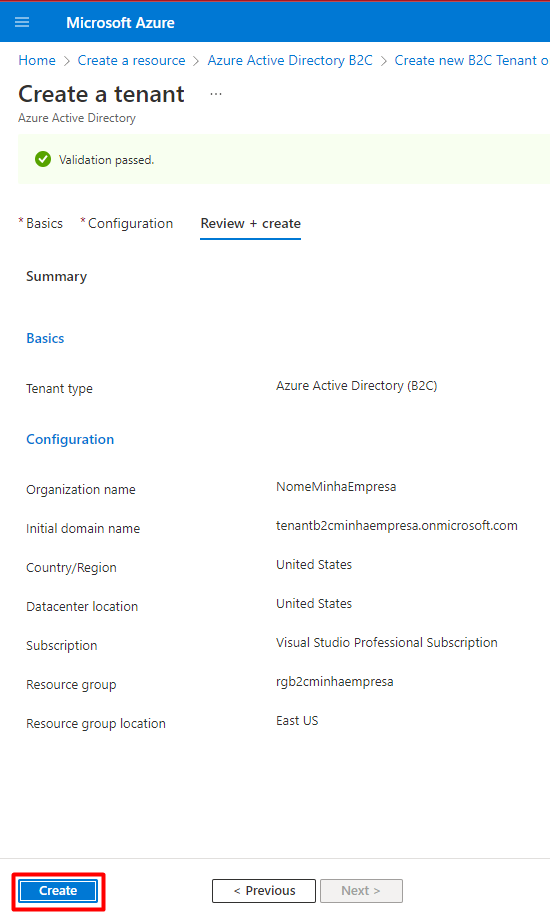 Microsoft Azure
Home > Create a resource > Azure Active Directory B2C > Create new B2C Tenant o
Create a tenant ...
Azure Active Directory
Validation passed.
* Basics * Configuration Review + create
Summary
Basics
Tenant type Azure Active Directory (B2C)
Configuration
Organization name NomeMinhaEmpresa
Initial domain name tenantb2cminhaempresa.onmicrosoft.com
Country/Region United States
Datacenter location United States
Subscription Visual Studio Professional Subscription
Resource group rgb2cminhaempresa
Resource group location East US
Create < Previous Next >